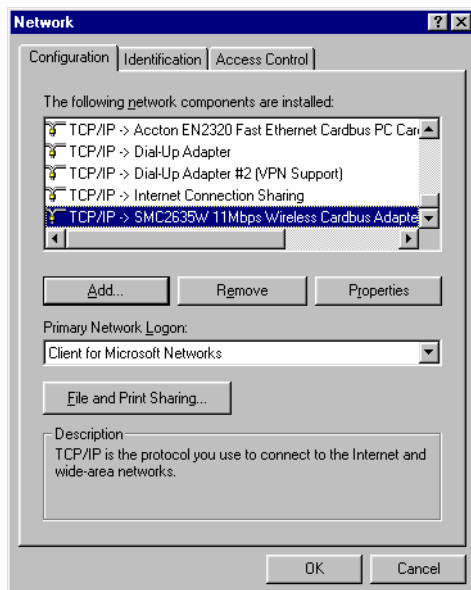 Network
Configuration Identification Access Control
The following network components are installed:
TCP/IP -> Accton EN2320 Fast Ethernet Cardbus PC Car
TCP/IP -> Dial-Up Adapter
TCP/IP -> Dial-Up Adapter #2 (VPN Support)
TCP/IP -> Internet Connection Sharing
TCP/IP -> SMC2635W 11Mbps Wireless Cardbus Adapte
Add... Remove Properties
Primary Network Logon:
Client for Microsoft Networks
File and Print Sharing...
Description
TCP/IP is the protocol you use to connect to the Internet and
wide-area networks.
OK Cancel